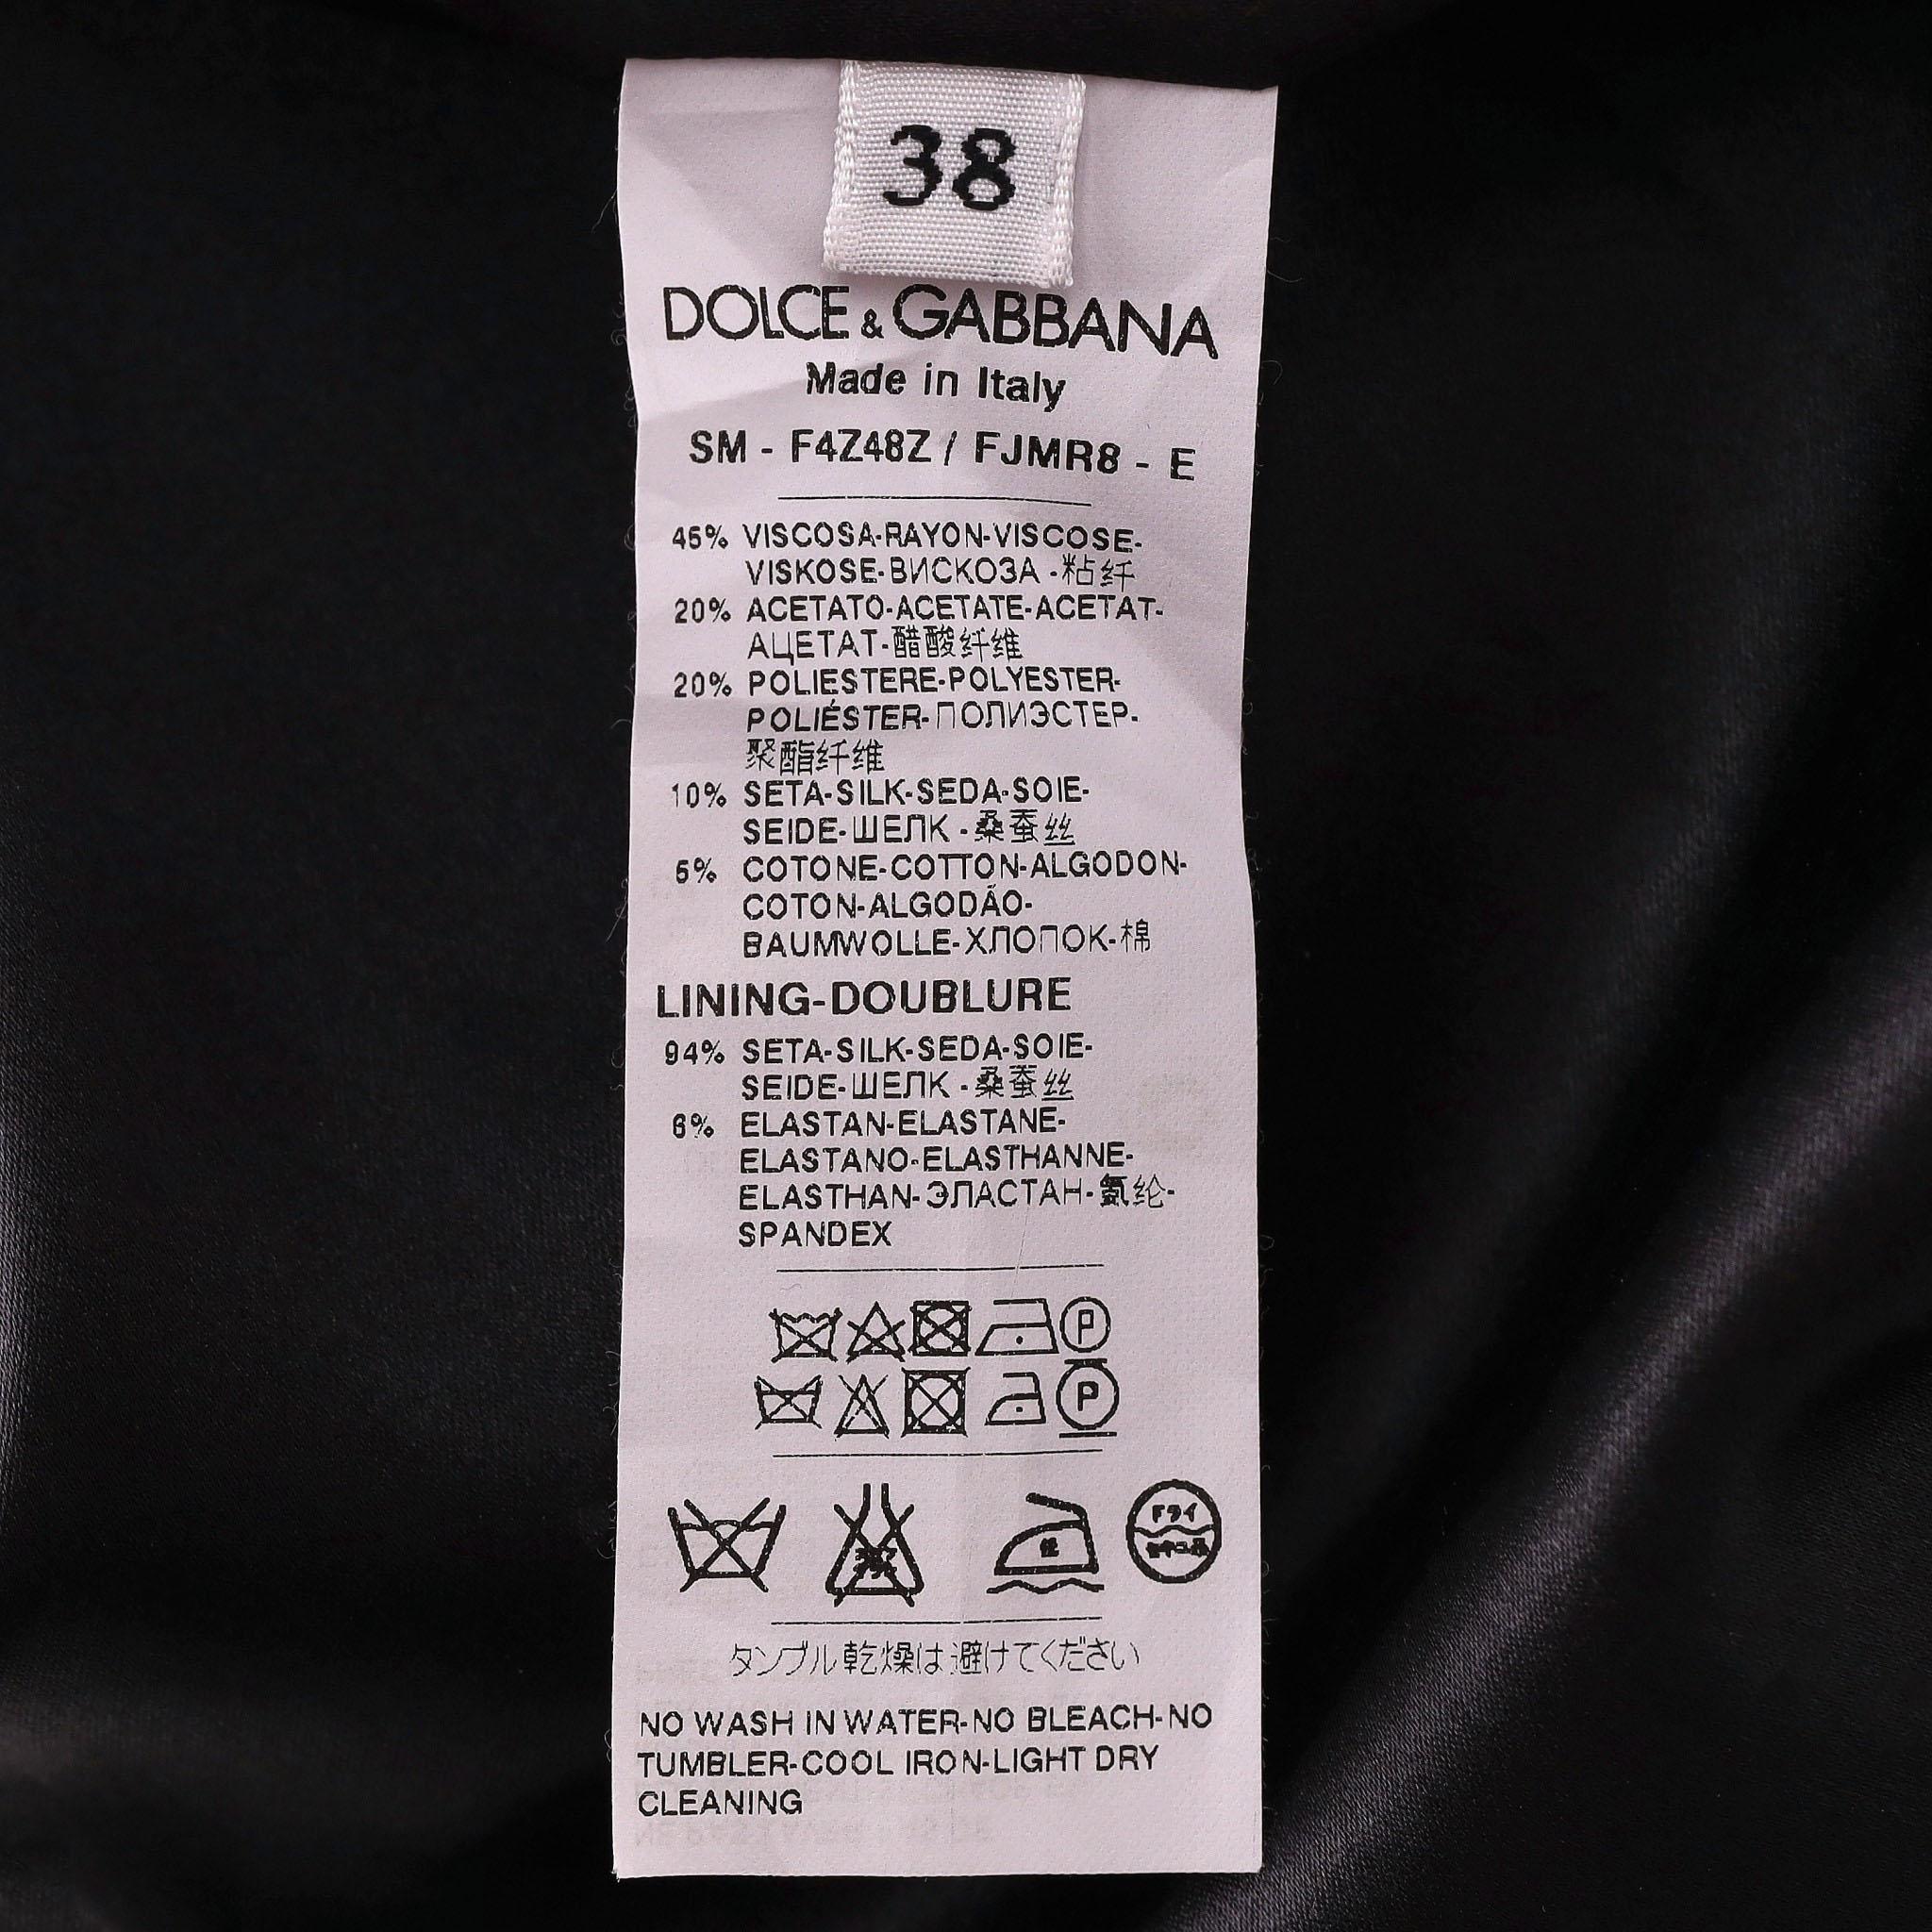 38
DOLCE & GABBANA
Made in Italy
SM - F4Z48Z / FJMR8 - E
45% VISCOSA-RAYON-VISCOSE-
VISKOSE-ВИСКОЗА -粘纤
20% ACETATO-ACETATE-ACETAT-
АЦЕТАТ-醋酸纤维
20% POLIESTERE-POLYESTER-
POLIÉSTER-ПОЛИЭСТЕР-
聚酯纤维
10% SETA-SILK-SEDA-SOIE-
SEIDE-ШЕЛК -桑蚕丝
5% COTONE-COTTON-ALGODON-
COTON-ALGODÃO-
BAUMWOLLE-ХЛОПОК-棉
LINING-DOUBLURE
94% SETA-SILK-SEDA-SOIE-
SEIDE-ШЕЛК -桑蚕丝
6% ELASTAN-ELASTANE-
ELASTANO-ELASTHANNE-
ELASTHAN-ЭЛАСТАН-氨纶-
SPANDEX
P
P
低 ドライ
タンブル乾燥は避けてください
NO WASH IN WATER-NO BLEACH-NO
TUMBLER-COOL IRON-LIGHT DRY
CLEANING